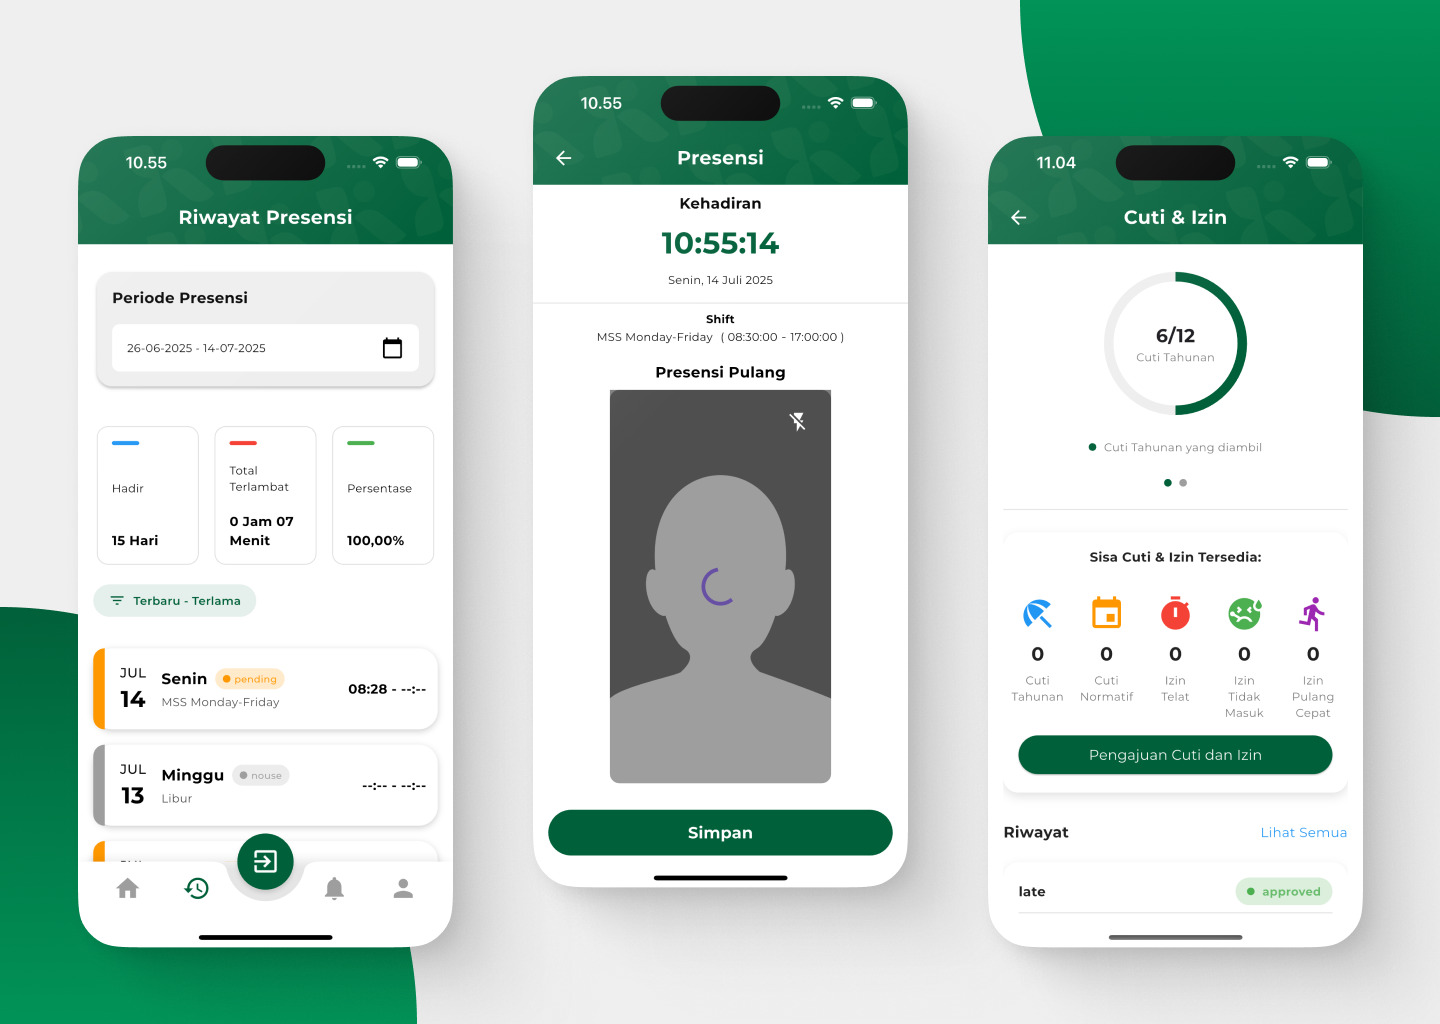 10.55
Riwayat Presensi
Periode Presensi
26-06-2025 - 14-07-2025
Hadir
15 Hari
Total
Terlambat
0 Jam 07
Menit
Persentase
100,00%
Terbaru - Terlama
JUL
14
Senin
pending
MSS Monday-Friday
08:28 - --:--
JUL
13
Minggu
nouse
Libur
--:-- - --:--
10.55
Presensi
Kehadiran
10:55:14
Senin, 14 Juli 2025
Shift
MSS Monday-Friday ( 08:30:00 - 17:00:00 )
Presensi Pulang
Simpan
11.04
Cuti & Izin
6/12
Cuti Tahunan
Cuti Tahunan yang diambil
Sisa Cuti & Izin Tersedia:
0
Cuti
Tahunan
0
Cuti
Normatif
0
Izin
Telat
0
Izin
Tidak
Masuk
0
Izin
Pulang
Cepat
Pengajuan Cuti dan Izin
Riwayat
Lihat Semua
late
approved